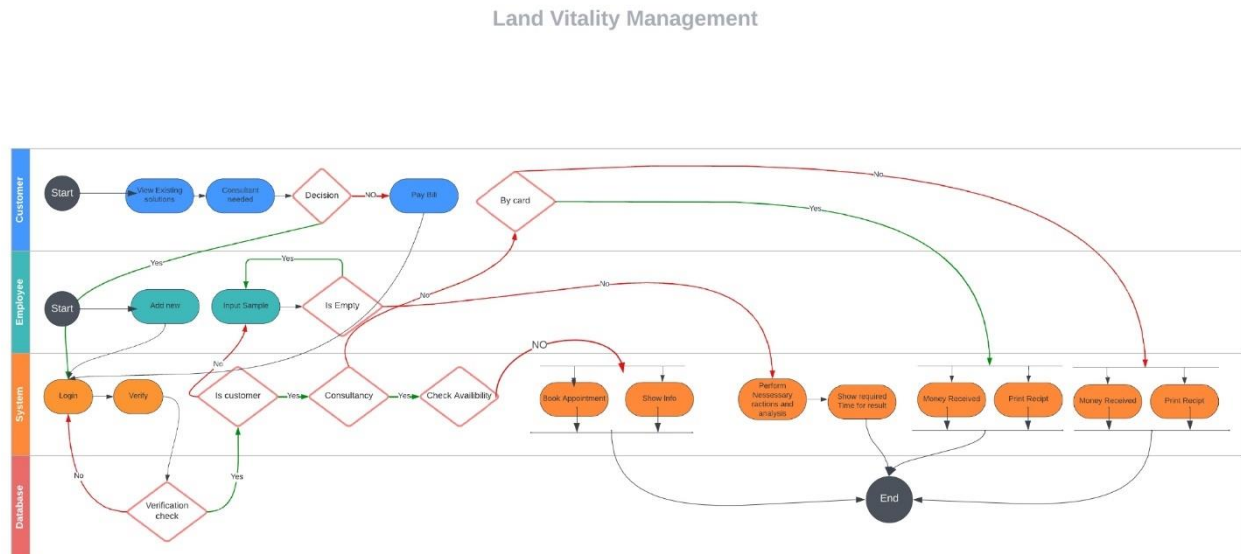 Land Vitality Management
Customer
Start
View Existing
solutions
Consultant
needed
Decision
NO
Pay Bill
By card
No
Yes
Yes
Employee
Start
Add new
Yes
Input Sample
Is Empty
No
No
System
Login
Verify
No
Is customer
Yes
Consultancy
Yes
Check Availibility
NO
Book Appointment
Show Info
Perform
Nessessary
ractions and
analysis
Show required
Time for result
Money Received
Print Recipt
Money Received
Print Recipt
Database
No
Verification
check
Yes
End